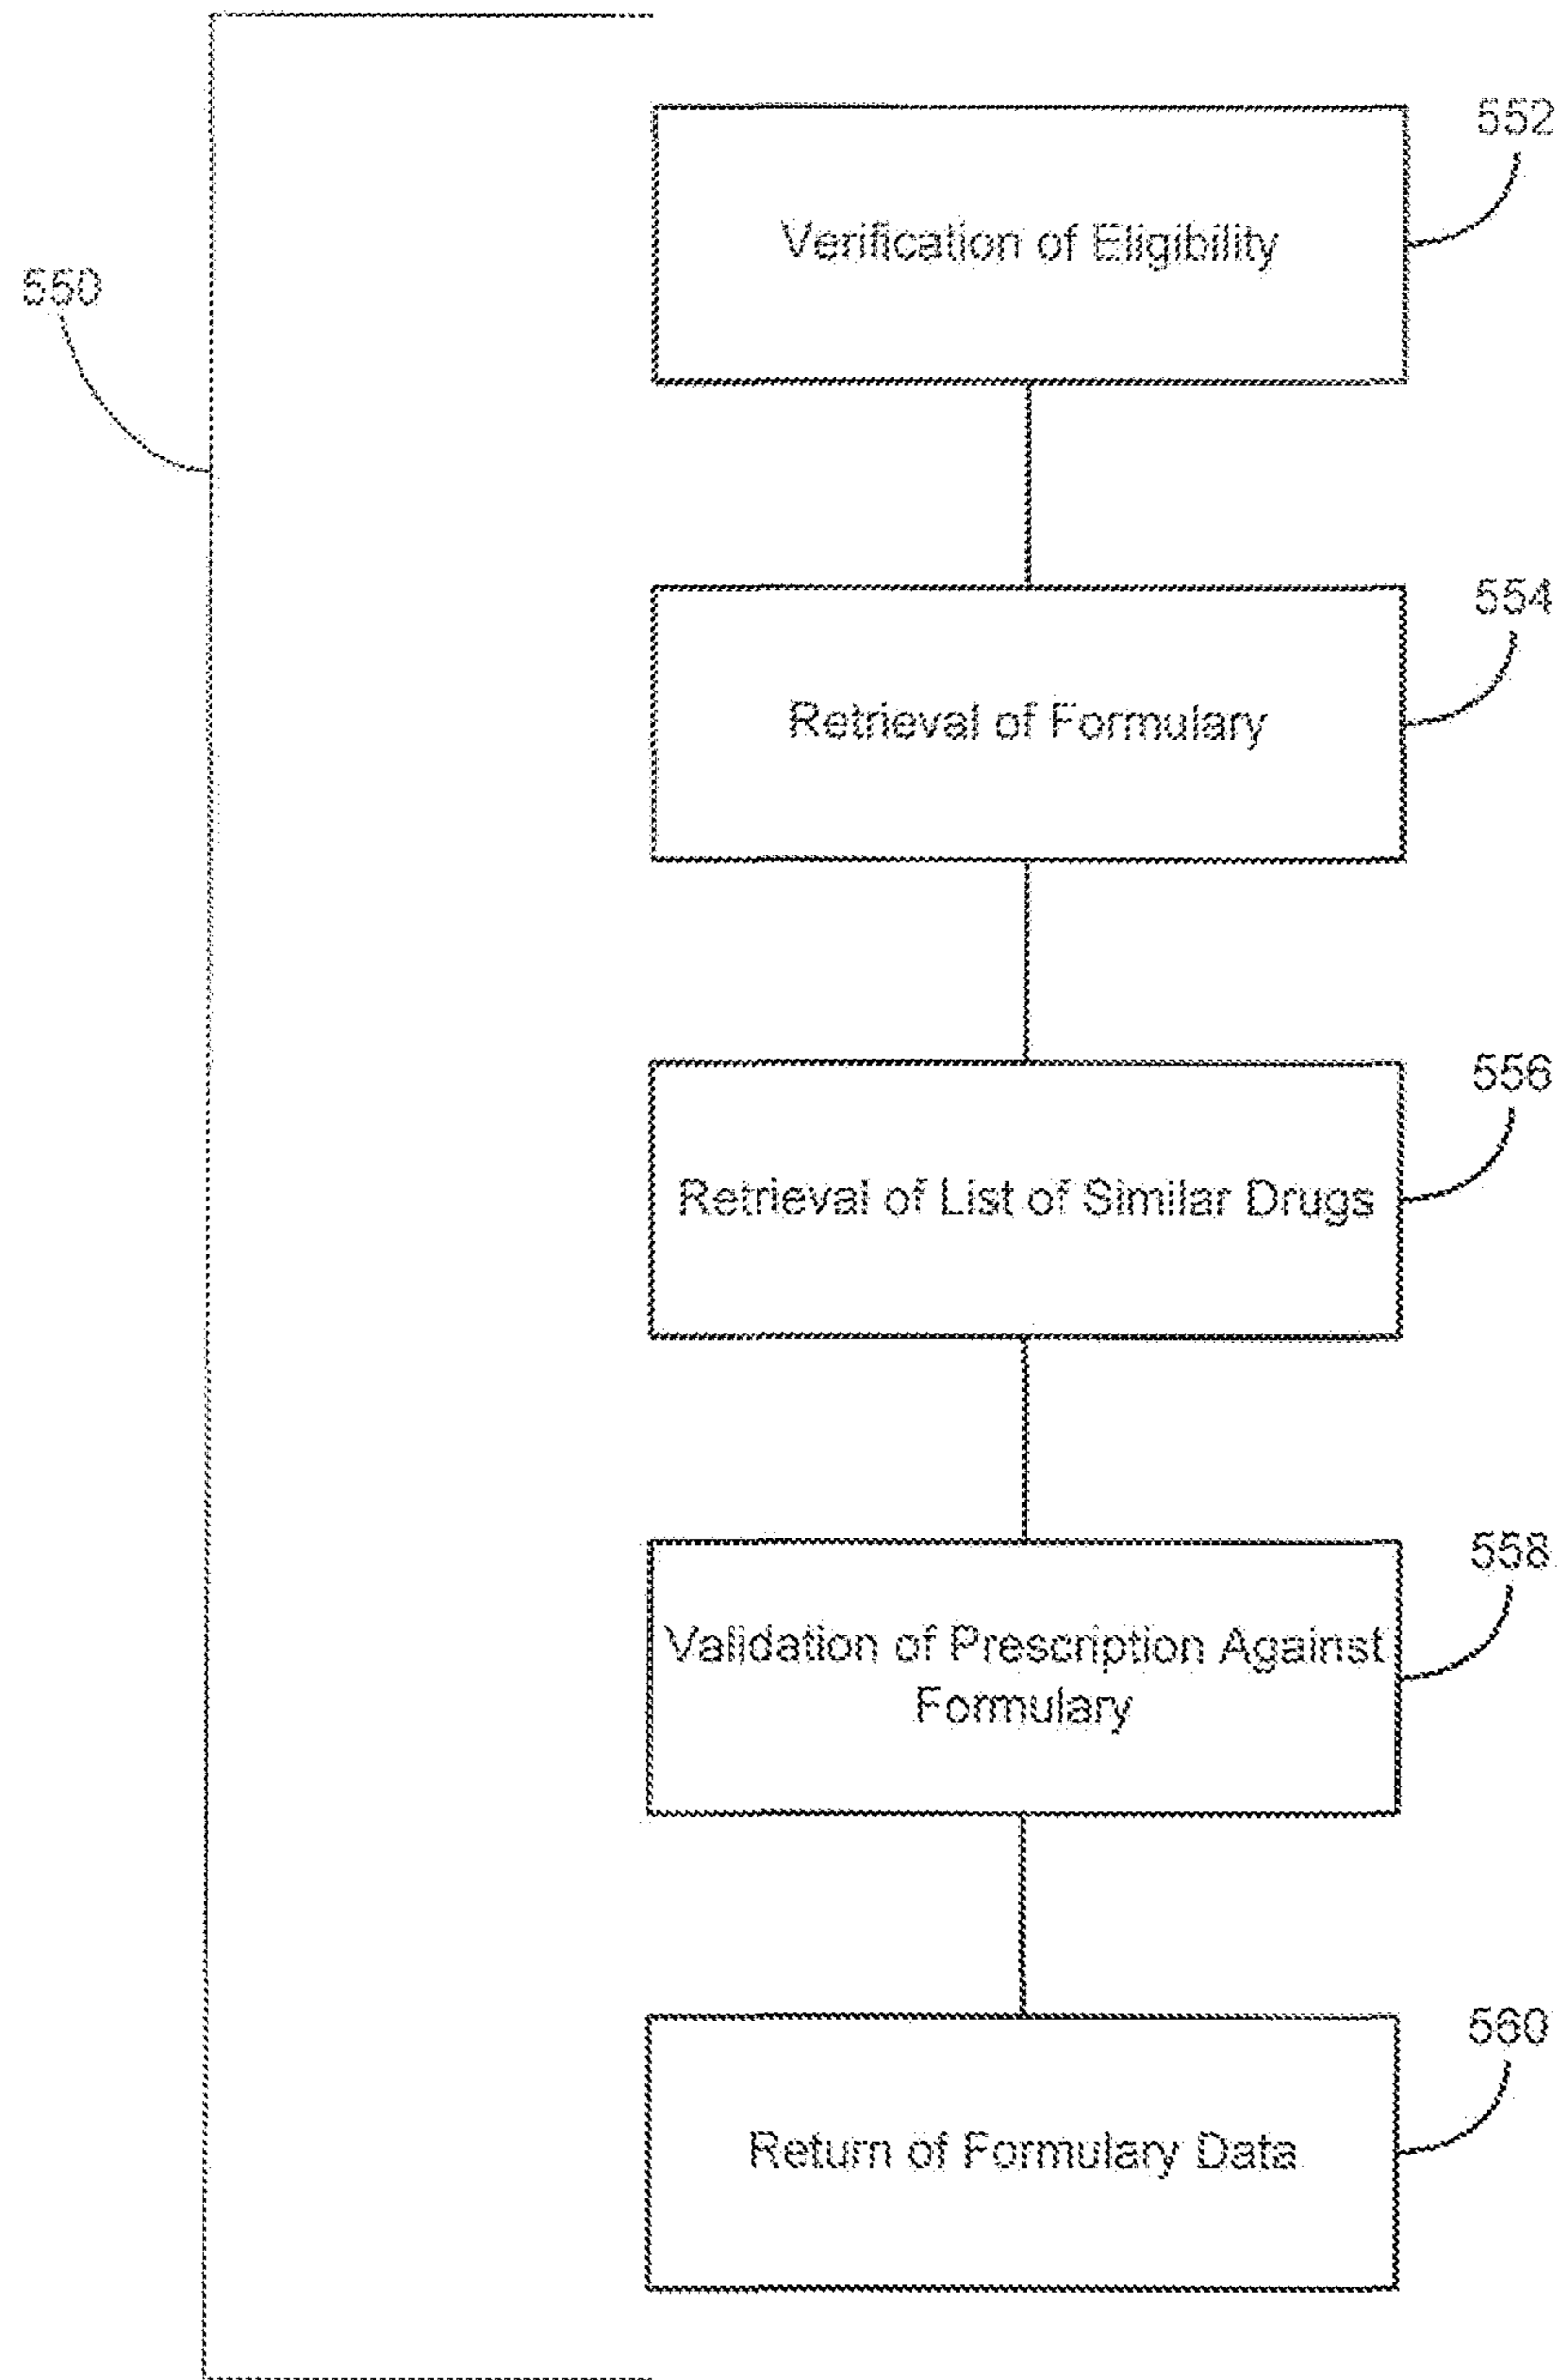 552
Verification of Eligibility
550
554
Retrieval of Formulary
556
Retrieval of List of Similar Drugs
558
Validation of Prescription Against
Formulary
560
Return of Formulary Data